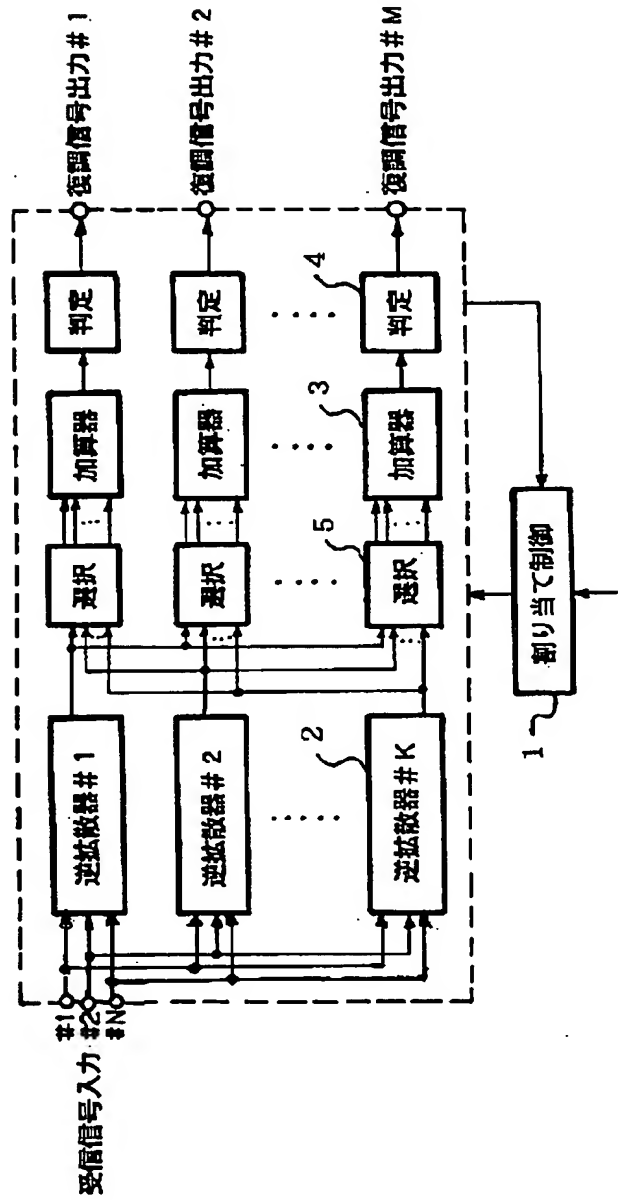 受信信号入力
#1
#2
#N
逆拡散器#1
選択
加算器
判定
復調信号出力#1
逆拡散器#2
選択
加算器
判定
復調信号出力#2
2
5
3
4
逆拡散器#K
選択
加算器
判定
復調信号出力#M
1
割り当て制御